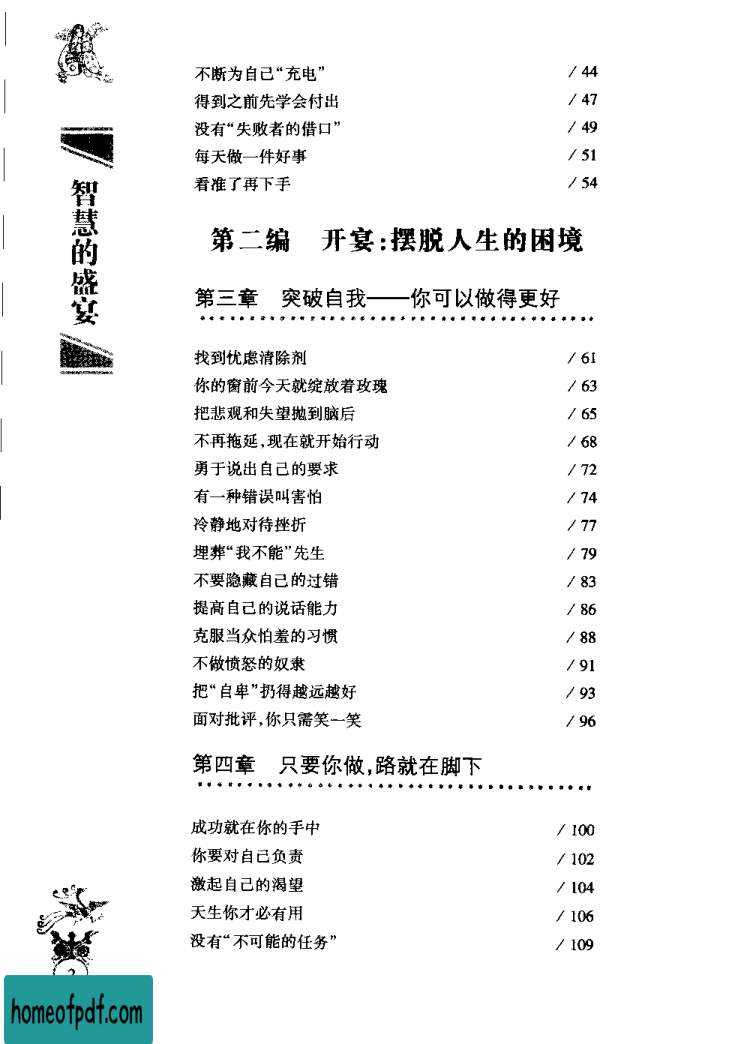 智慧的盛宴
不断为自己“充电” / 44
得到之前先学会付出 / 47
没有“失败者的借口” / 49
每天做一件好事 / 51
看准了再下手 / 54
第二编 开宴:摆脱人生的困境
第三章 突破自我——你可以做得更好
找到忧虑清除剂 / 61
你的窗前今天就绽放着玫瑰 / 63
把悲观和失望抛到脑后 / 65
不再拖延,现在就开始行动 / 68
勇于说出自己的要求 / 72
有一种错误叫害怕 / 74
冷静地对待挫折 / 77
埋葬“我不能”先生 / 79
不要隐藏自己的过错 / 83
提高自己的说话能力 / 86
克服当众怕羞的习惯 / 88
不做愤怒的奴隶 / 91
把“自卑”扔得越远越好 / 93
面对批评,你只需笑一笑 / 96
第四章 只要你做,路就在脚下
成功就在你的手中 / 100
你要对自己负责 / 102
激起自己的渴望 / 104
天生你才必有用 / 106
没有“不可能的任务” / 109
2
homeofpdf.com